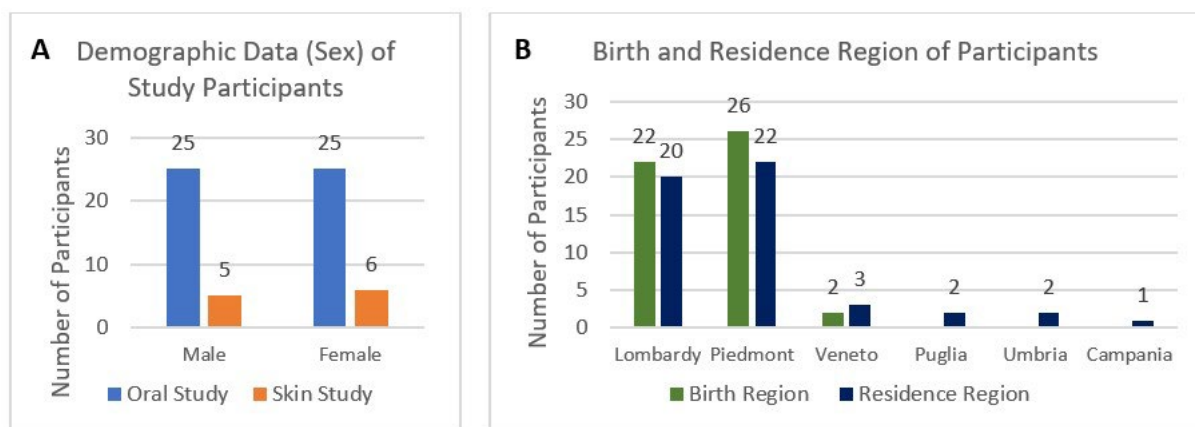 A Demographic Data (Sex) of
Study Participants
Number of Participants
30
20
10
0
25
5
25
6
Male Female
Oral Study Skin Study
B Birth and Residence Region of Participants
Number of Participants
30
25
20
15
10
5
0
22
20
26
22
2
3
2
2
1
Lombardy Piedmont Veneto Puglia Umbria Campania
Birth Region Residence Region